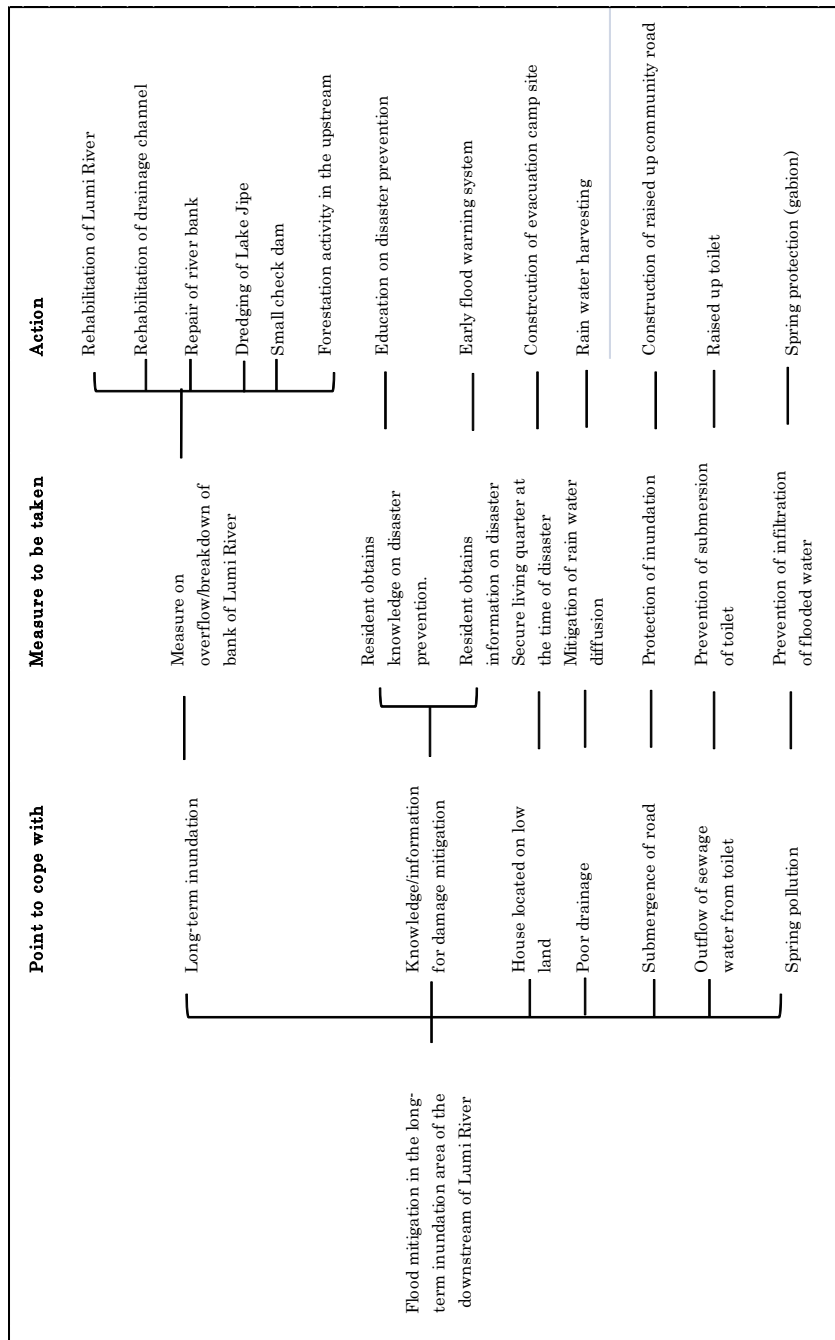 Point to cope with
Measure to be taken
Action
Flood mitigation in the long-
term inundation area of the
downstream of Lumi River
Long-term inundation
Measure on
overflow/breakdown of
bank of Lumi River
Rehabilitation of Lumi River
Rehabilitation of drainage channel
Repair of river bank
Dredging of Lake Jipe
Small check dam
Forestation activity in the upstream
Knowledge/information
for damage mitigation
Resident obtains
knowledge on disaster
prevention.
Education on disaster prevention
Resident obtains
information on disaster
Early flood warning system
House located on low
land
Secure living quarter at
the time of disaster
Constrcution of evacuation camp site
Poor drainage
Mitigation of rain water
diffusion
Rain water harvesting
Submergence of road
Protection of inundation
Construction of raised up community road
Outflow of sewage
water from toilet
Prevention of submersion
of toilet
Raised up toilet
Spring pollution
Prevention of infiltration
of flooded water
Spring protection (gabion)